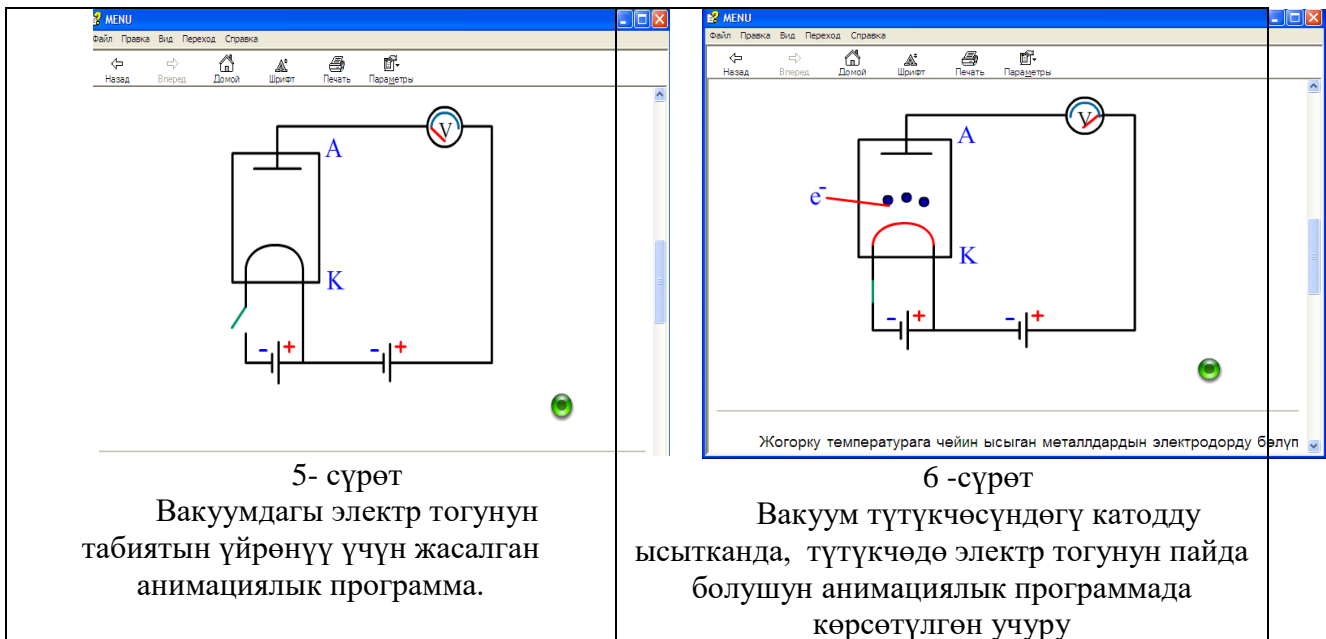 MENU
Файл Правка Вид Переход Справка
Назад Вперед Домой Шрифт Печать Параметры
V
A
K
- +
- +
5- сүрөт
Вакуумдагы электр тогунун
табиятын үйрөнүү үчүн жасалган
анимациялык программа.
MENU
Файл Правка Вид Переход Справка
Назад Вперед Домой Шрифт Печать Параметры
V
A
e-
K
- +
- +
Жогорку температурага чейин ысыган металлдардын электродорду бөлүп
6 -сүрөт
Вакуум түтүкчөсүндөгү катодду
ысытканда, түтүкчөдө электр тогунун пайда
болушун анимациялык программада
көрсөтүлгөн учуру